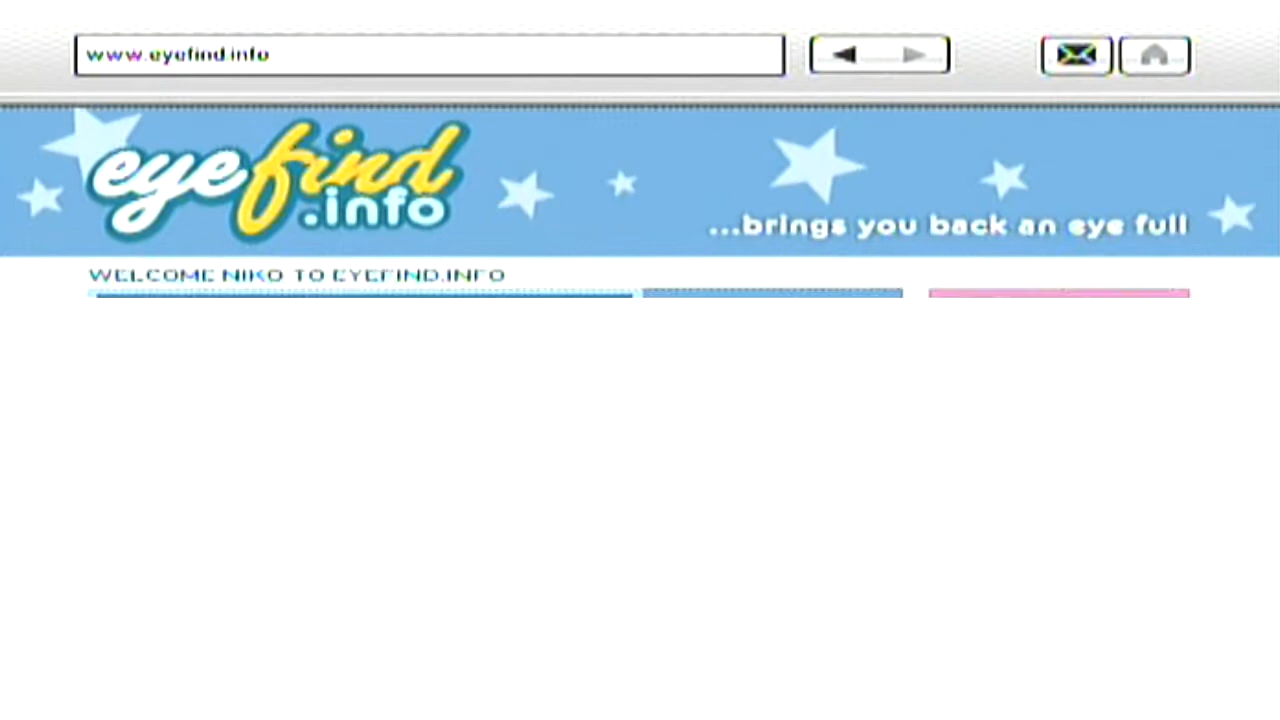 www.eyefind.info
eyefind
.info
...brings you back an eye full
WELCOME NIKO TO EYEFIND.INFO